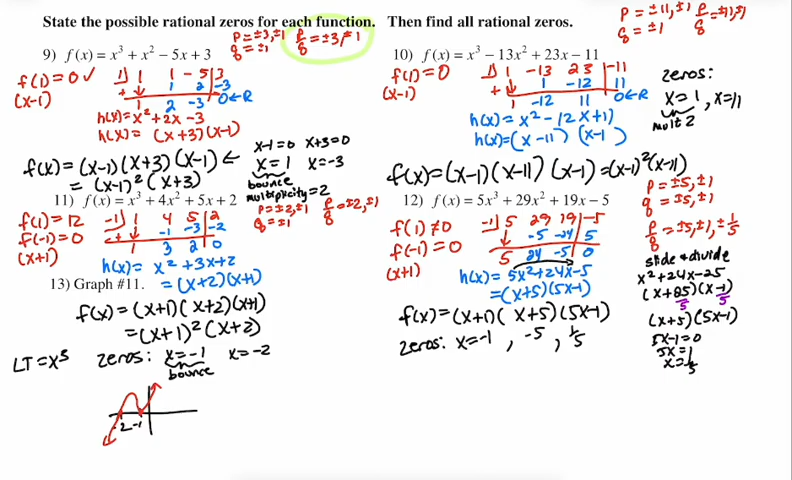 State the possible rational zeros for each function. Then find all rational zeros.
9) f(x) = x³ + x² − 5x + 3
p = ±3, ±1
q = ±1
p/q = ±3, ±1
f(1) = 0 ✓
(x-1)
1) 1 1 -5 3
1 2 -3
1 2 -3 0 ← R
h(x) = x² + 2x - 3
h(x) = (x+3)(x-1)
f(x) = (x-1)(x+3)(x-1) ←
= (x-1)²(x+3)
x-1=0 x+3=0
x=1 x=-3
bounce
multiplicity = 2
10) f(x) = x³ − 13x² + 23x − 11
p = ±11, ±1
q = ±1
p/q = ±11, ±1
f(1) = 0
(x-1)
1) 1 -13 23 -11
1 -12 11
1 -12 11 0 ← R
h(x) = x² - 12x + 11
h(x) = (x-11)(x-1)
zeros:
x=1, x=11
mult 2
f(x) = (x-1)(x-11)(x-1) = (x-1)²(x-11)
11) f(x) = x³ + 4x² + 5x + 2
p = ±2, ±1
q = ±1
p/q = ±2, ±1
f(1) = 12
f(-1) = 0
(x+1)
-1) 1 4 5 2
-1 -3 -2
1 3 2 0
h(x) = x² + 3x + 2
= (x+2)(x+1)
12) f(x) = 5x³ + 29x² + 19x − 5
p = ±5, ±1
q = ±5, ±1
p/q = ±5, ±1, ±1/5
f(1) ≠ 0
f(-1) = 0
(x+1)
-1) 5 29 19 -5
-5 -24 5
5 24 -5 0
h(x) = 5x² + 24x - 5
= (x+5)(5x-1)
slide + divide
x² + 24x - 25
(x+25)(x-1)
5 5
(x+5)(5x-1)
5x-1=0
5x=1
x=1/5
f(x) = (x+1)(x+5)(5x-1)
zeros: x=-1, -5, 1/5
13) Graph #11.
f(x) = (x+1)(x+2)(x+1)
= (x+1)²(x+2)
LT = x³ zeros: x=-1 x=-2
bounce
-2 -1